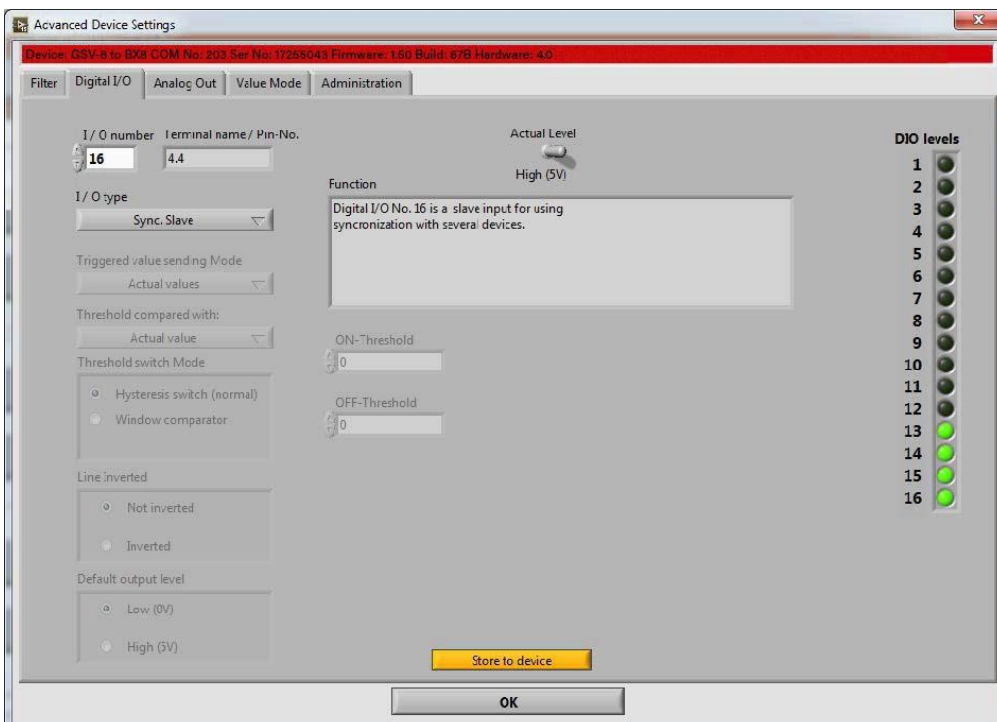 Advanced Device Settings
Device: GSV-8 to BX8 COM No: 203 Ser No: 17255043 Firmware: 1.50 Build: 67B Hardware: 4.0
Filter Digital I/O Analog Out Value Mode Administration
I / O number Terminal name / Pin-No.
16 4.4
Actual Level
High (5V)
I / O type
Sync. Slave
Function
Digital I/O No. 16 is a slave input for using
syncronization with several devices.
Triggered value sending Mode
Actual values
Threshold compared with:
Actual value
Threshold switch Mode
Hysteresis switch (normal)
Window comparator
ON-Threshold
0
OFF-Threshold
0
Line inverted
Not inverted
Inverted
Default output level
Low (0V)
High (5V)
DIO levels
1
2
3
4
5
6
7
8
9
10
11
12
13
14
15
16
Store to device
OK